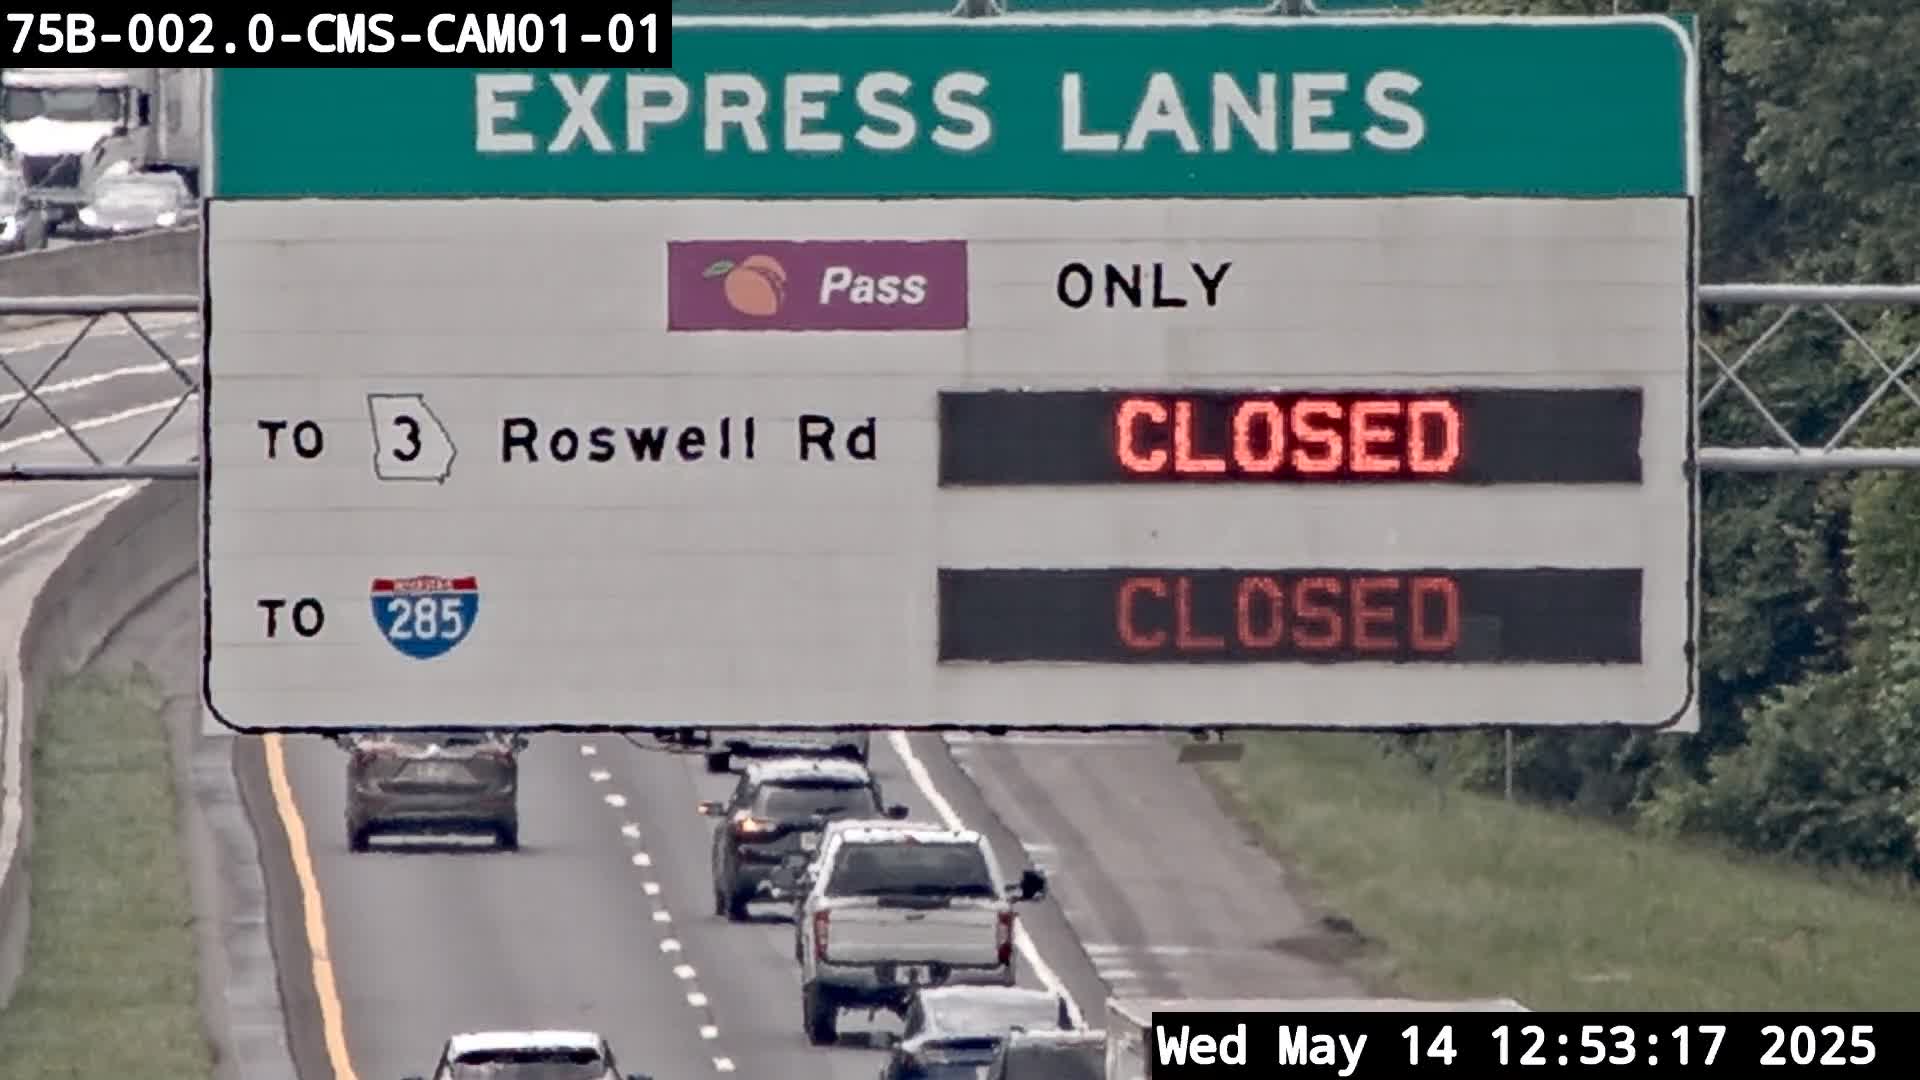 75B-002.0-CMS-CAM01-01
EXPRESS LANES
Pass ONLY
TO 3 Roswell Rd CLOSED
TO 285 CLOSED
Wed May 14 12:53:17 2025